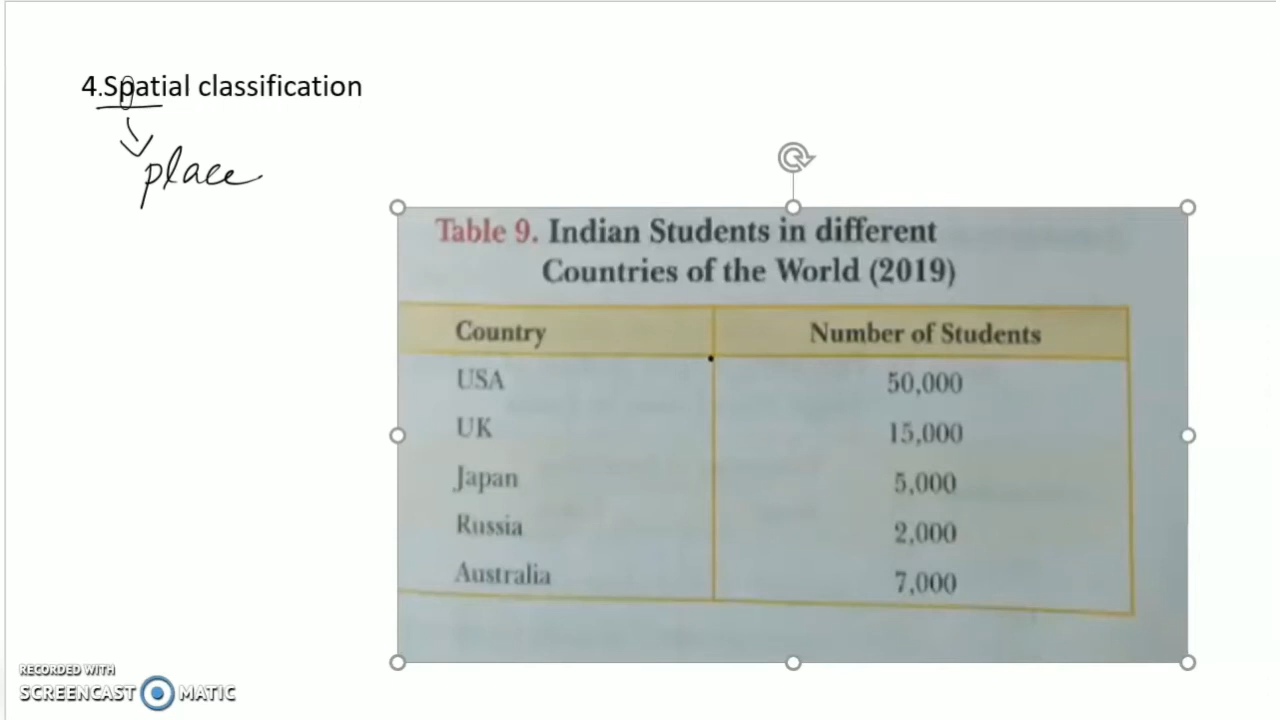 4.Spatial classification
place
Table 9. Indian Students in different
Countries of the World (2019)
Country Number of Students
USA 50,000
UK 15,000
Japan 5,000
Russia 2,000
Australia 7,000
RECORDED WITH
SCREENCAST MATIC